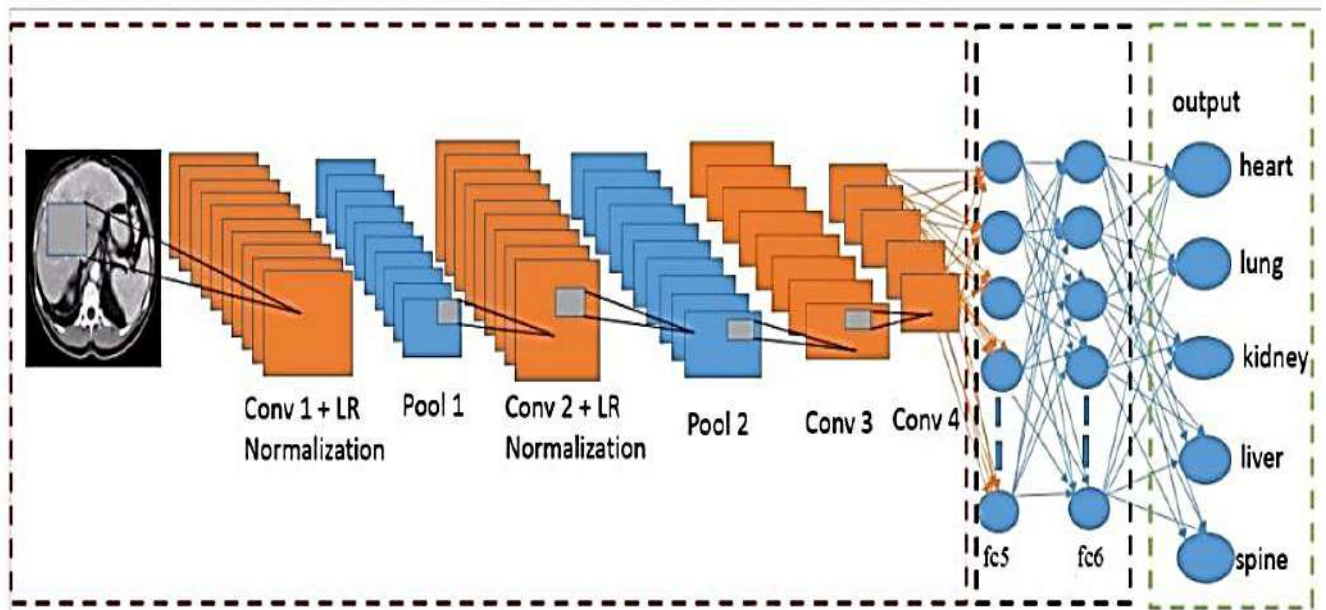 output
heart
lung
kidney
liver
spine
Conv 1 + LR
Normalization
Pool 1
Conv 2 + LR
Normalization
Pool 2
Conv 3
Conv 4
fc5
fc6